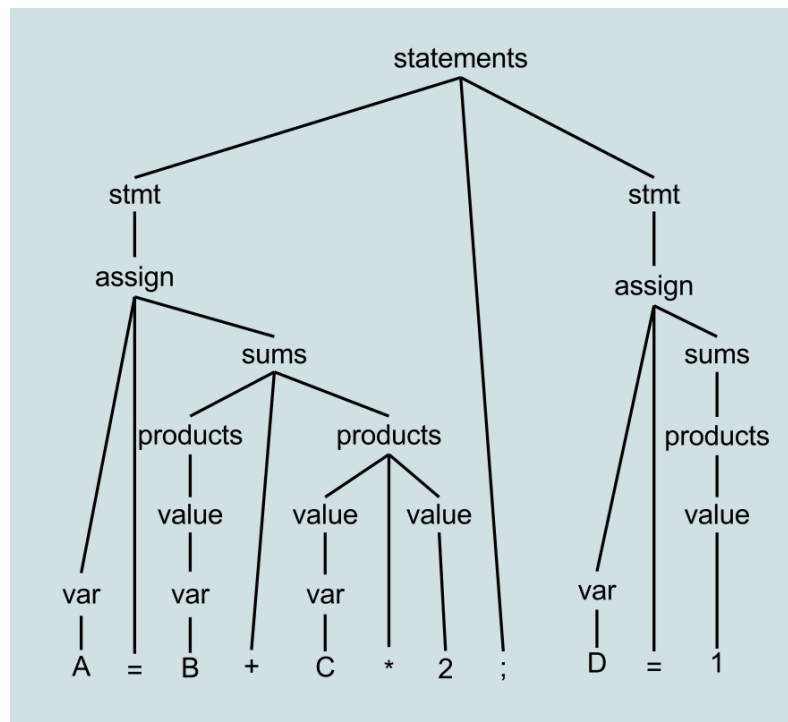 statements
stmt stmt
assign
assign
sums sums
products products products
value value value value
var
var var var
A = B + C * 2 ; D = 1